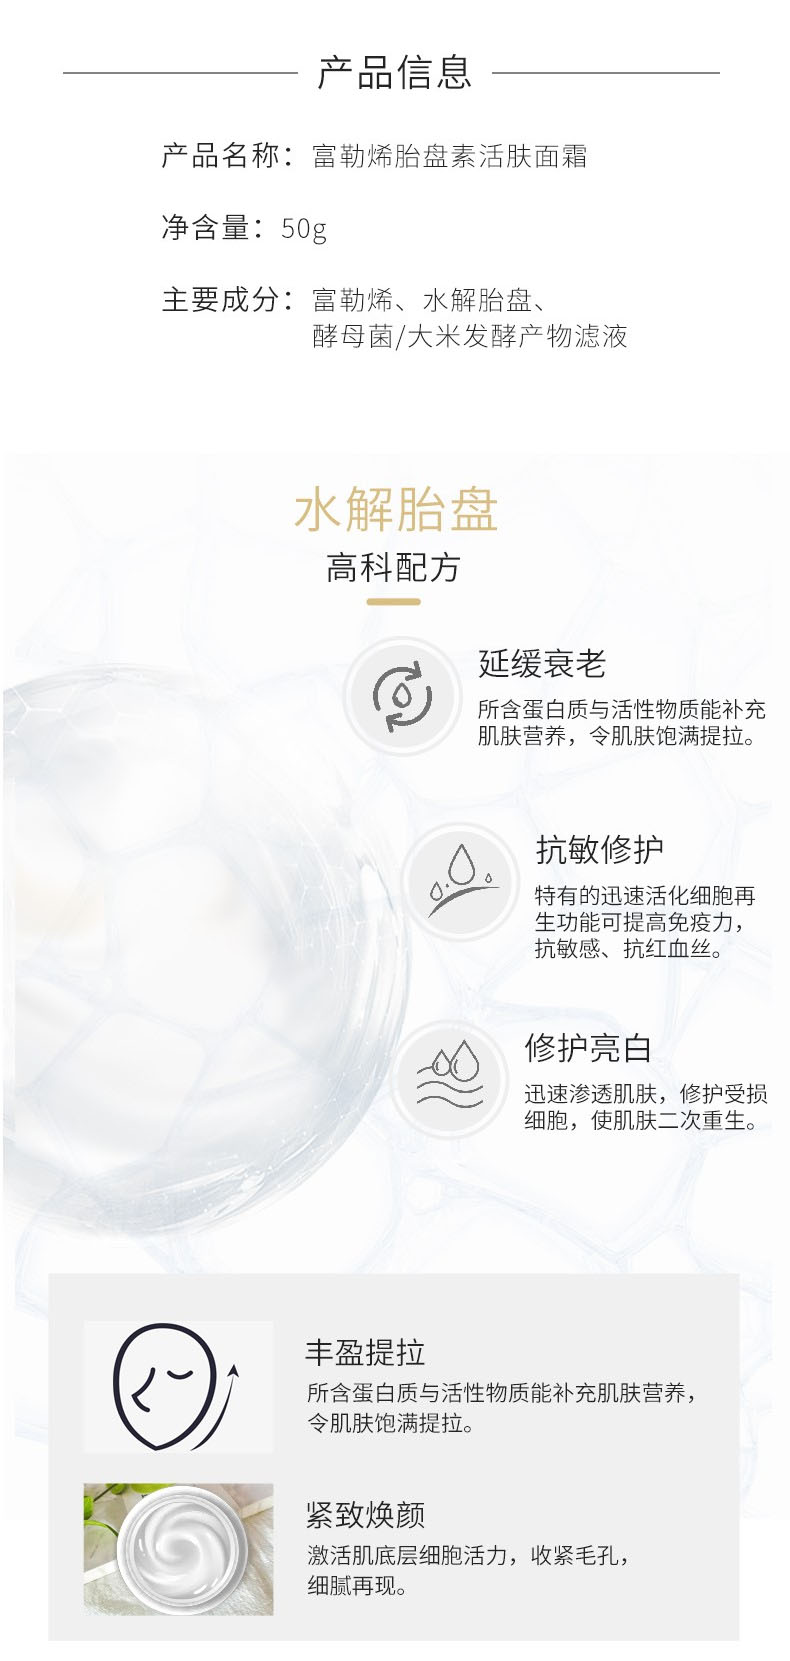 产品信息
产品名称：富勒烯胎盘素活肤面霜
净含量：50g
主要成分：富勒烯、水解胎盘、
酵母菌/大米发酵产物滤液
水解胎盘
高科配方
延缓衰老
所含蛋白质与活性物质能补充
肌肤营养，令肌肤饱满提拉。
抗敏修护
特有的迅速活化细胞再
生功能可提高免疫力，
抗敏感、抗红血丝。
修护亮白
迅速渗透肌肤，修护受损
细胞，使肌肤二次重生。
丰盈提拉
所含蛋白质与活性物质能补充肌肤营养，
令肌肤饱满提拉。
紧致焕颜
激活肌底层细胞活力，收紧毛孔，
细腻再现。